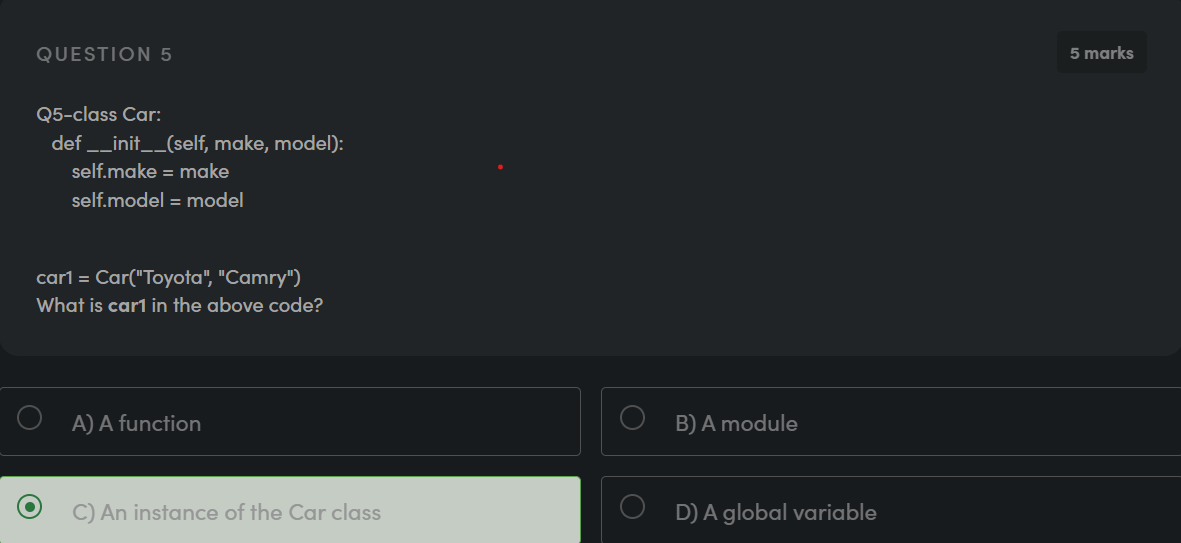 QUESTION 5
5 marks
Q5-class Car:
def __init__(self, make, model):
self.make = make
self.model = model
car1 = Car("Toyota", "Camry")
What is car1 in the above code?
A) A function
B) A module
C) An instance of the Car class
D) A global variable